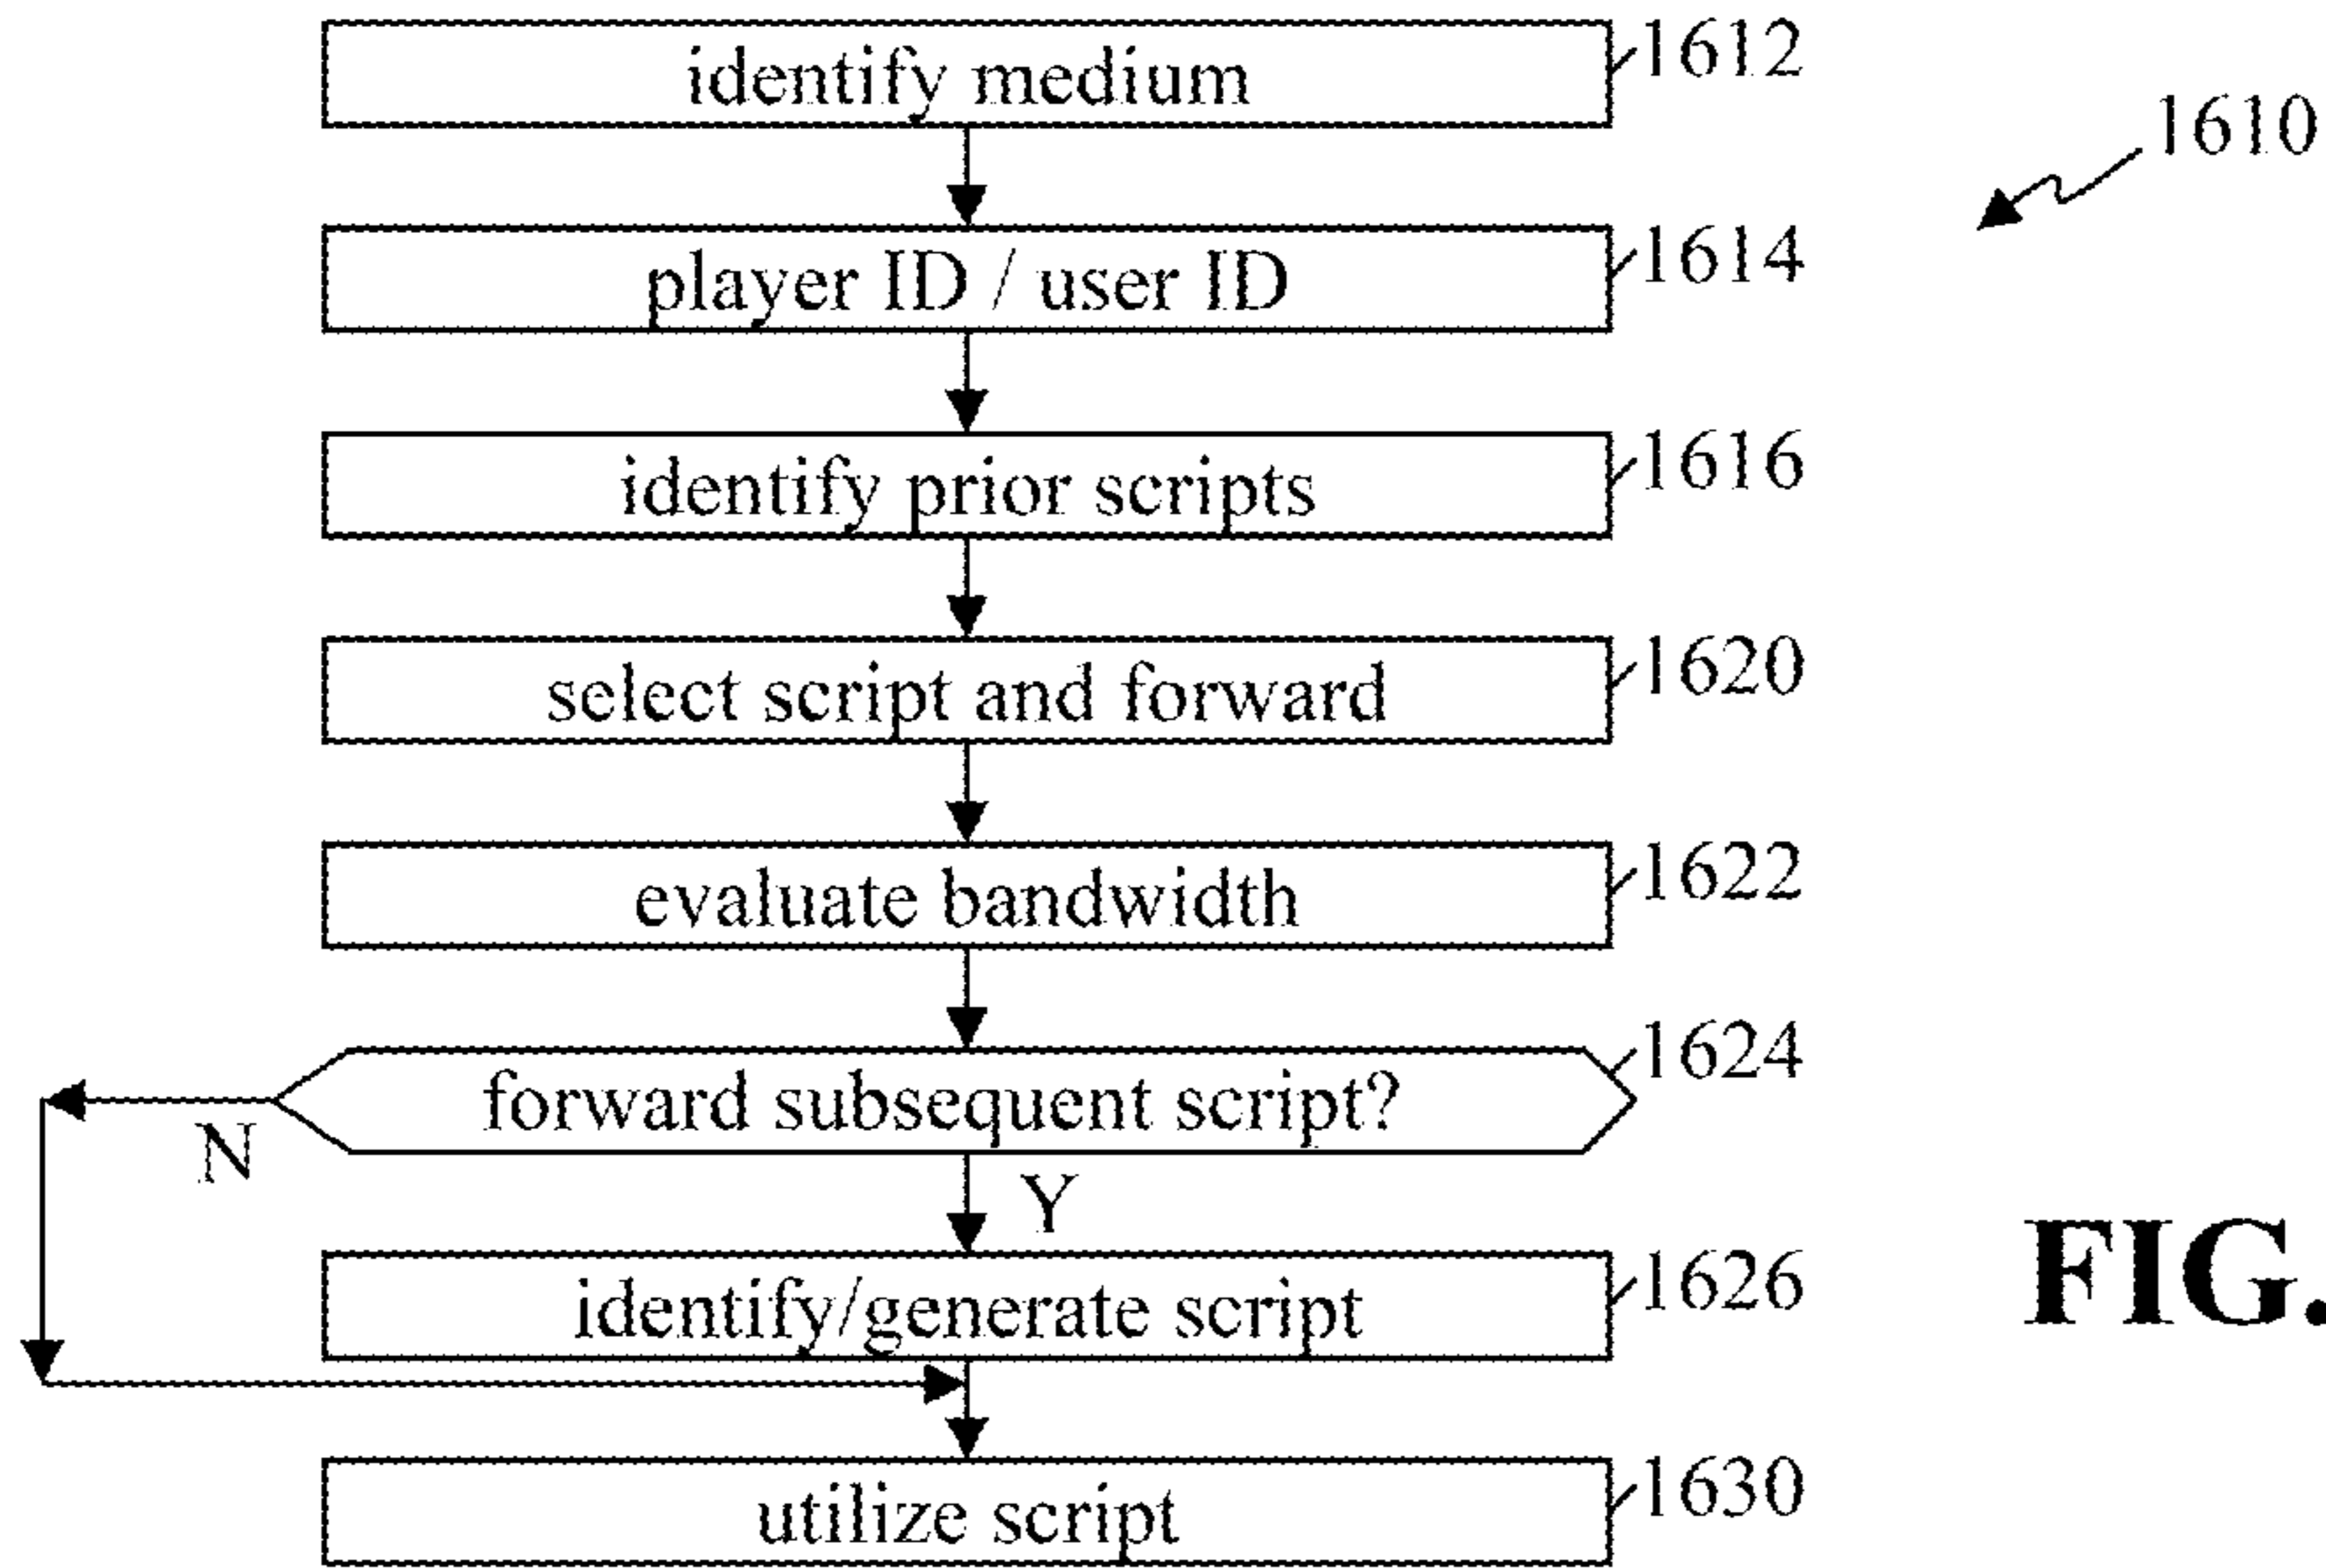 identify medium 1612
1610
player ID / user ID 1614
identify prior scripts 1616
select script and forward 1620
evaluate bandwidth 1622
forward subsequent script? 1624
N
Y
identify/generate script 1626
FIG.
utilize script 1630